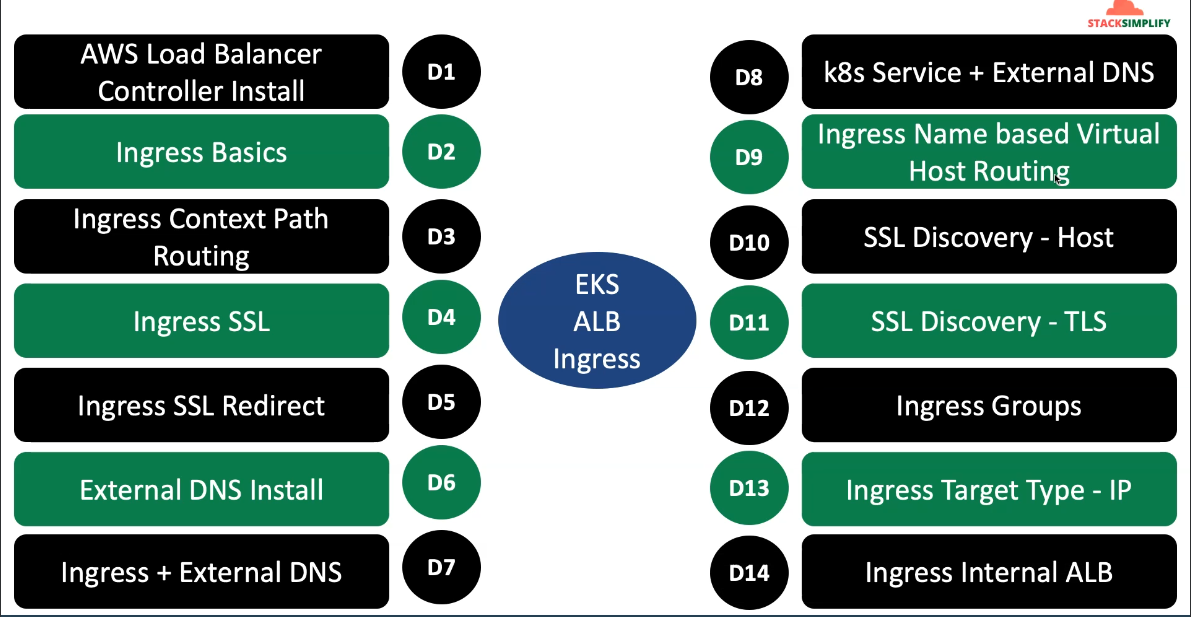 STACKSIMPLIFY
AWS Load Balancer
Controller Install
D1
Ingress Basics
D2
Ingress Context Path
Routing
D3
Ingress SSL
D4
Ingress SSL Redirect
D5
External DNS Install
D6
Ingress + External DNS
D7
EKS
ALB
Ingress
D8
k8s Service + External DNS
D9
Ingress Name based Virtual
Host Routing
D10
SSL Discovery - Host
D11
SSL Discovery - TLS
D12
Ingress Groups
D13
Ingress Target Type - IP
D14
Ingress Internal ALB